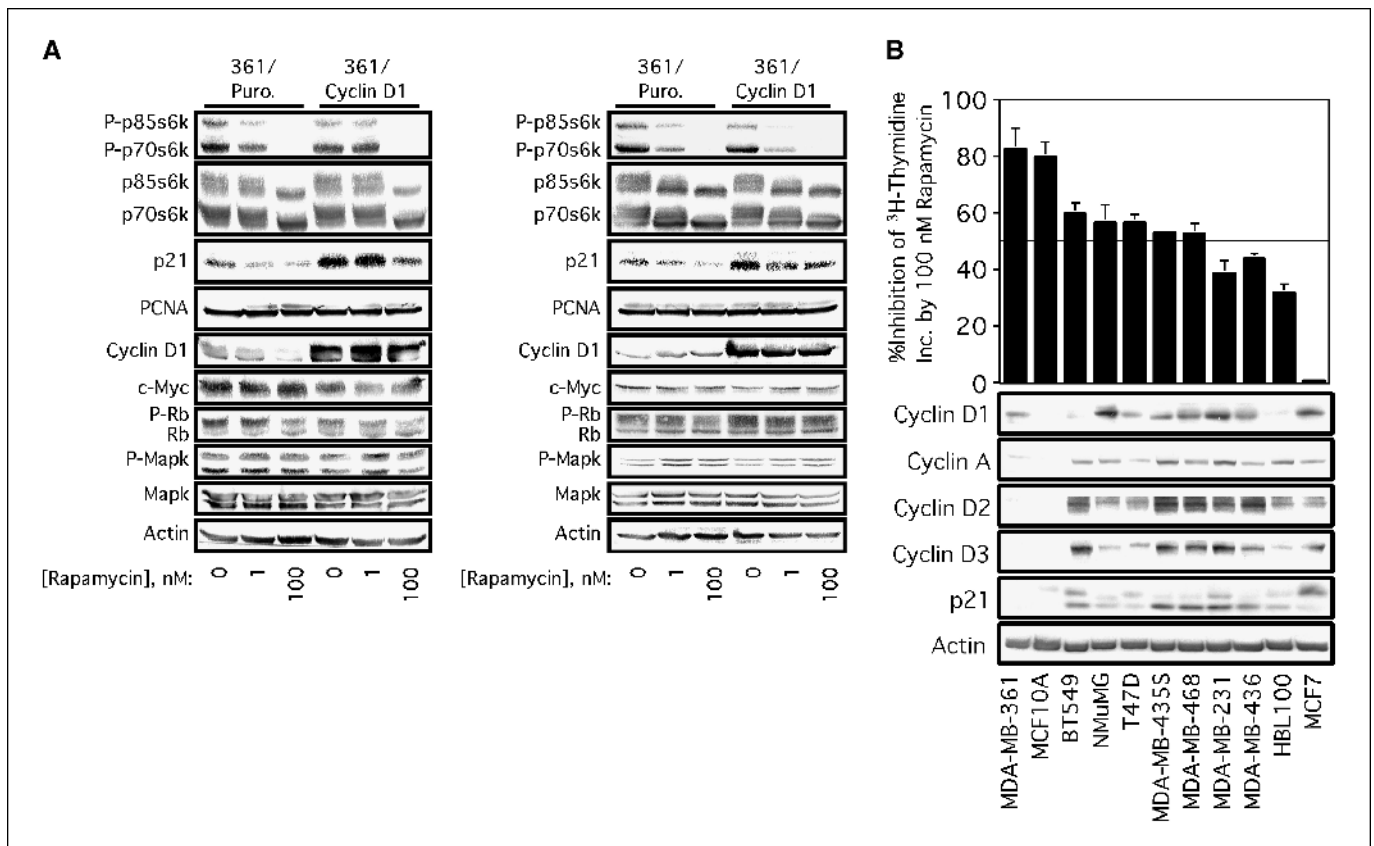 A
361/
Puro.
361/
Cyclin D1
P-p85s6k
P-p70s6k
p85s6k
p70s6k
p21
PCNA
Cyclin D1
c-Myc
P-Rb
Rb
P-Mapk
Mapk
Actin
[Rapamycin], nM: 0 1 100 0 1 100
361/
Puro.
361/
Cyclin D1
P-p85s6k
P-p70s6k
p85s6k
p70s6k
p21
PCNA
Cyclin D1
c-Myc
P-Rb
Rb
P-Mapk
Mapk
Actin
[Rapamycin], nM: 0 1 100 0 1 100
B
%Inhibition of ³H-Thymidine
Inc. by 100 nM Rapamycin
100
80
60
40
20
0
Cyclin D1
Cyclin A
Cyclin D2
Cyclin D3
p21
Actin
MDA-MB-361
MCF10A
BT549
NMuMG
T47D
MDA-MB-435S
MDA-MB-468
MDA-MB-231
MDA-MB-436
HBL100
MCF7